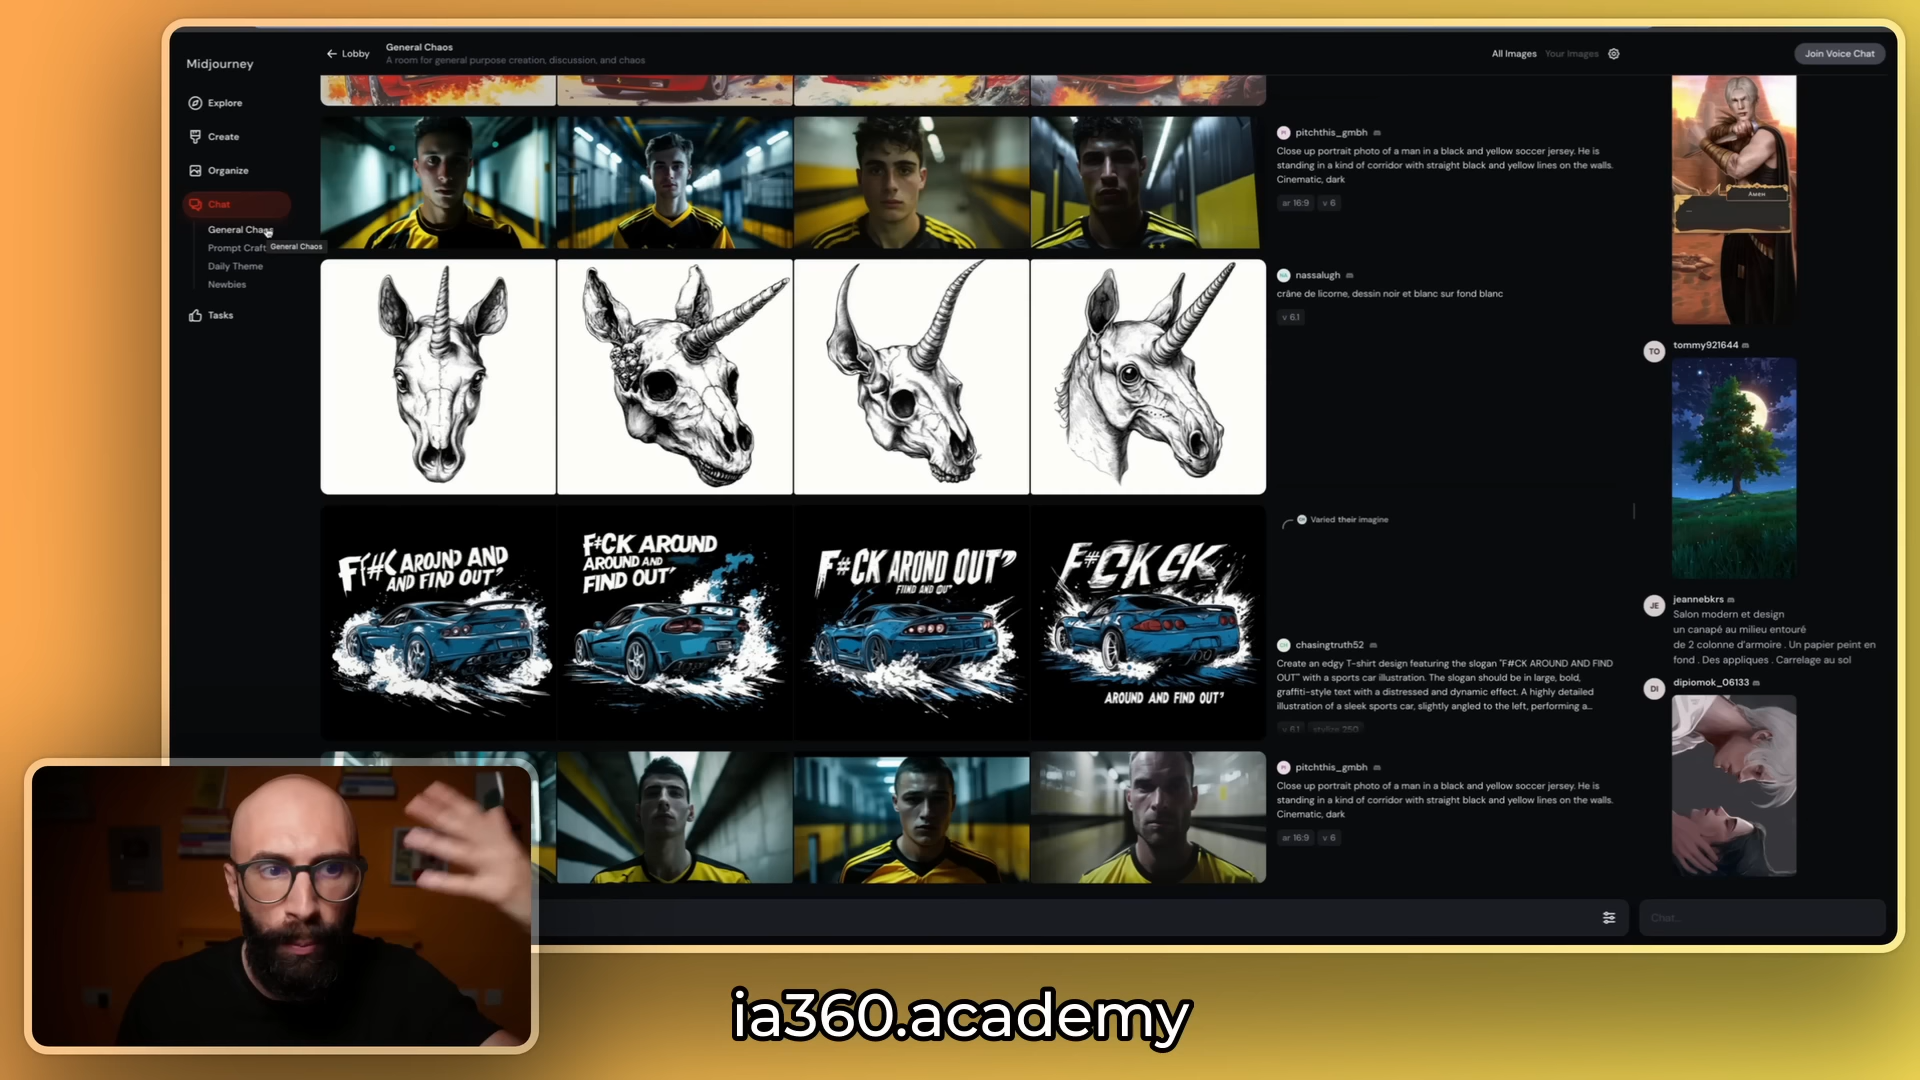 Midjourney
Explore
Create
Organize
Chat
General Chaos
Prompt Craft
General Chaos
Daily Theme
Newbies
Tasks
Lobby
General Chaos
A room for general purpose creation, discussion, and chaos
All Images
Your Images
Join Voice Chat
pitchthis_gmbh
Close up portrait photo of a man in a black and yellow soccer jersey. He is
standing in a kind of corridor with straight black and yellow lines on the walls.
Cinematic, dark
ar 16:9
v 6
nassalugh
crâne de licorne, dessin noir et blanc sur fond blanc
v 6.1
F#CK AROUND
AROUND AND
FIND OUT'
F#CK AROND OUT?
FIIND AND OU"
F#CK CK
AROUND AND FIND OUT?
AND FIND OUT?
Varied their imagine
chasingtruth52
Create an edgy T-shirt design featuring the slogan "F#CK AROUND AND FIND
OUT" with a sports car illustration. The slogan should be in large, bold,
graffiti-style text with a distressed and dynamic effect. A highly detailed
illustration of a sleek sports car, slightly angled to the left, performing a...
v 6.1
stylize 250
pitchthis_gmbh
Close up portrait photo of a man in a black and yellow soccer jersey. He is
standing in a kind of corridor with straight black and yellow lines on the walls.
Cinematic, dark
ar 16:9
v 6
TO
tommy921644
JE
jeannebkrs
Salon modern et design
un canapé au milieu entouré
de 2 colonne d'armoire . Un papier peint en
fond . Des appliques . Carrelage au sol
DI
dipiomok_06133
Chat...
ia360.academy